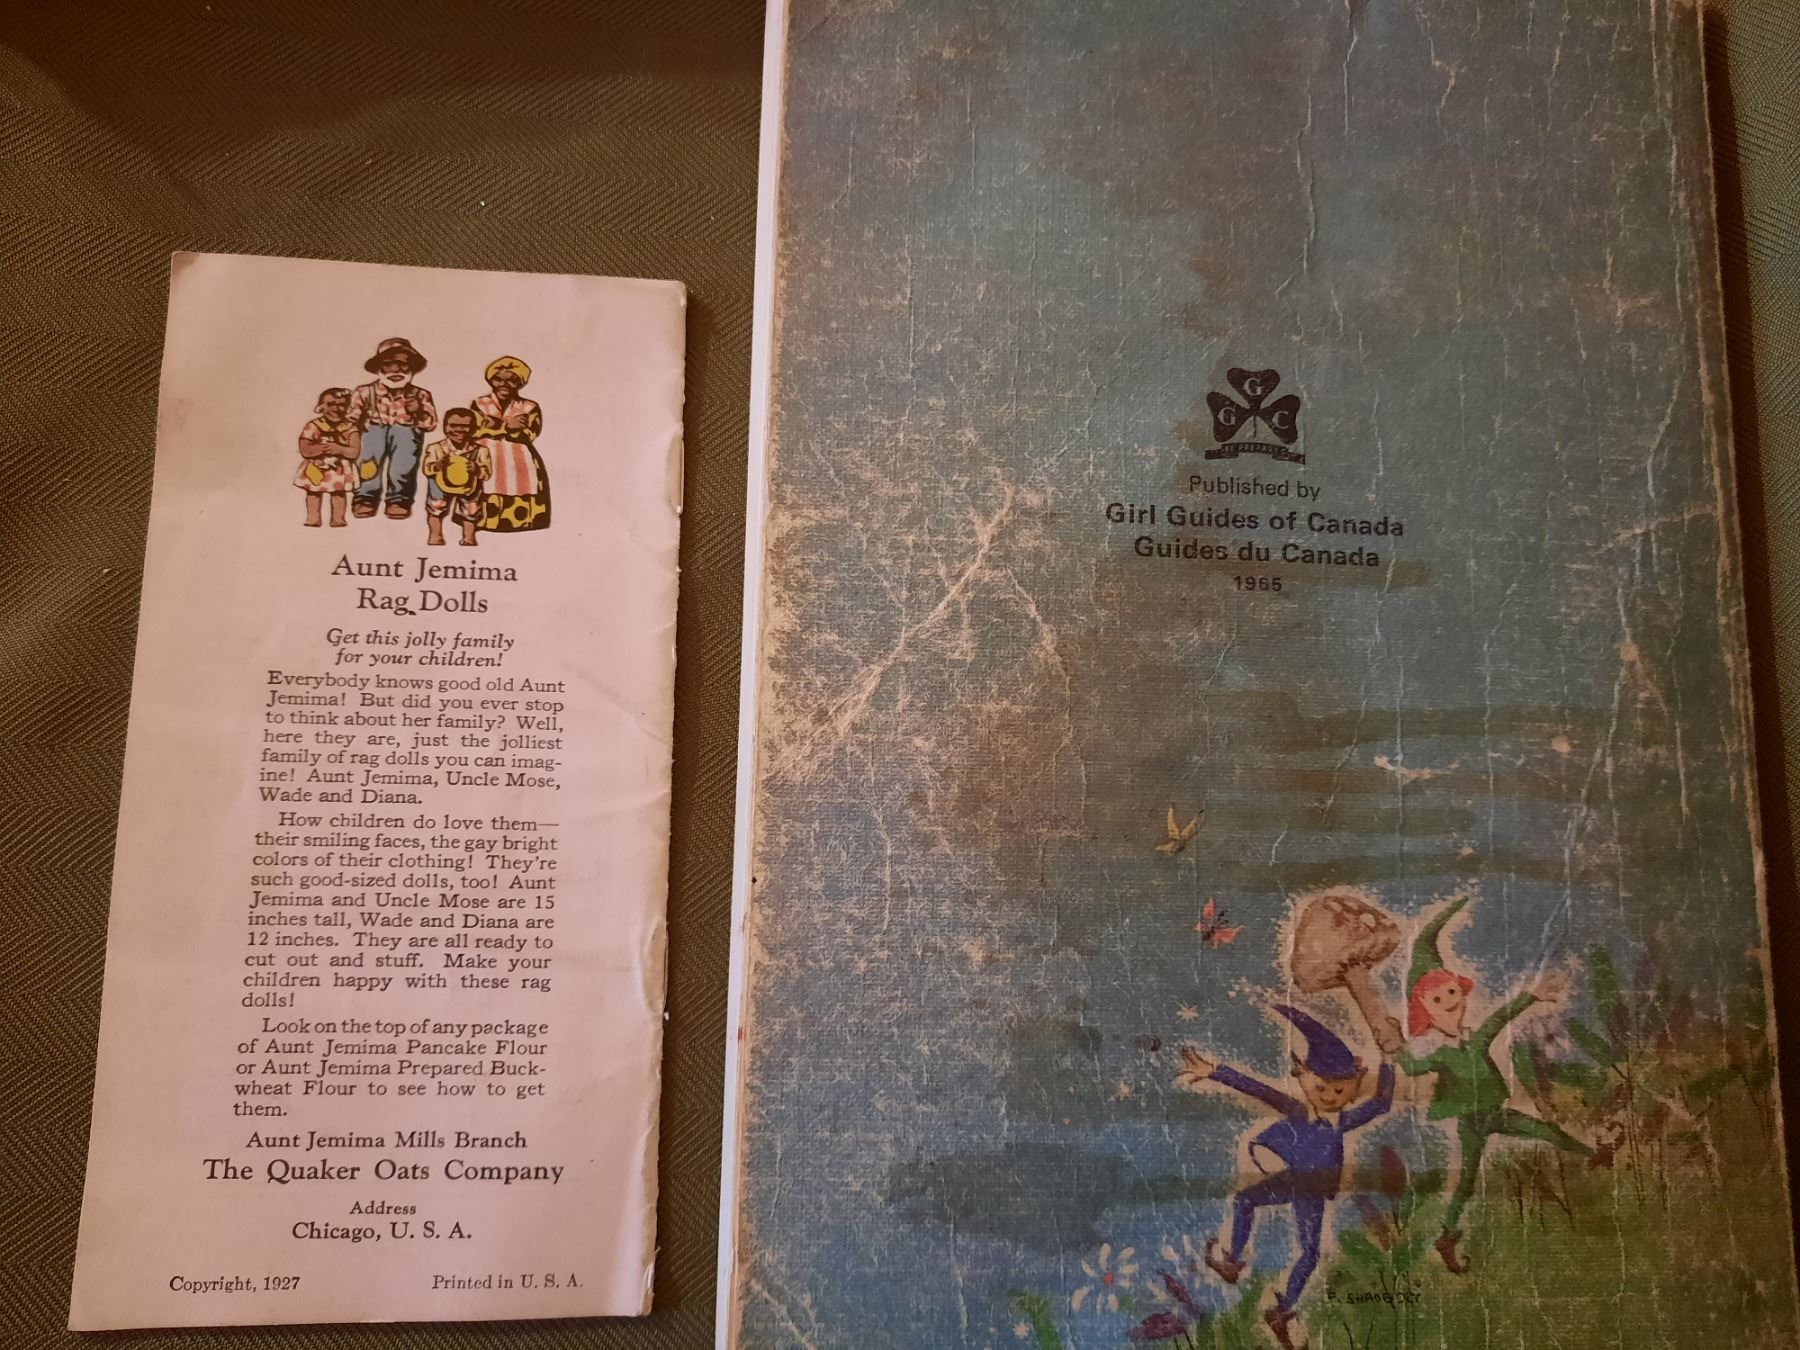 Aunt Jemima
Rag Dolls
Get this jolly family
for your children!
Everybody knows good old Aunt
Jemima! But did you ever stop
to think about her family? Well,
here they are, just the jolliest
family of rag dolls you can imag-
ine! Aunt Jemima, Uncle Mose,
Wade and Diana.
How children do love them—
their smiling faces, the gay bright
colors of their clothing! They're
such good-sized dolls, too! Aunt
Jemima and Uncle Mose are 15
inches tall, Wade and Diana are
12 inches. They are all ready to
cut out and stuff. Make your
children happy with these rag
dolls!
Look on the top of any package
of Aunt Jemima Pancake Flour
or Aunt Jemima Prepared Buck-
wheat Flour to see how to get
them.
Aunt Jemima Mills Branch
The Quaker Oats Company
Address
Chicago, U. S. A.
Copyright, 1927 Printed in U. S. A.
G
G C
BE PREPARED
Published by
Girl Guides of Canada
Guides du Canada
1965